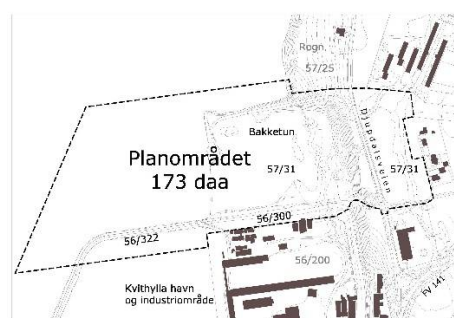 Rogn.
57/25
Bakketun
Djupdalsveien
Planområdet
173 daa
57/31
57/31
56/300
56/322
56/200
Kvithylla havn
og industriområde
FV 141